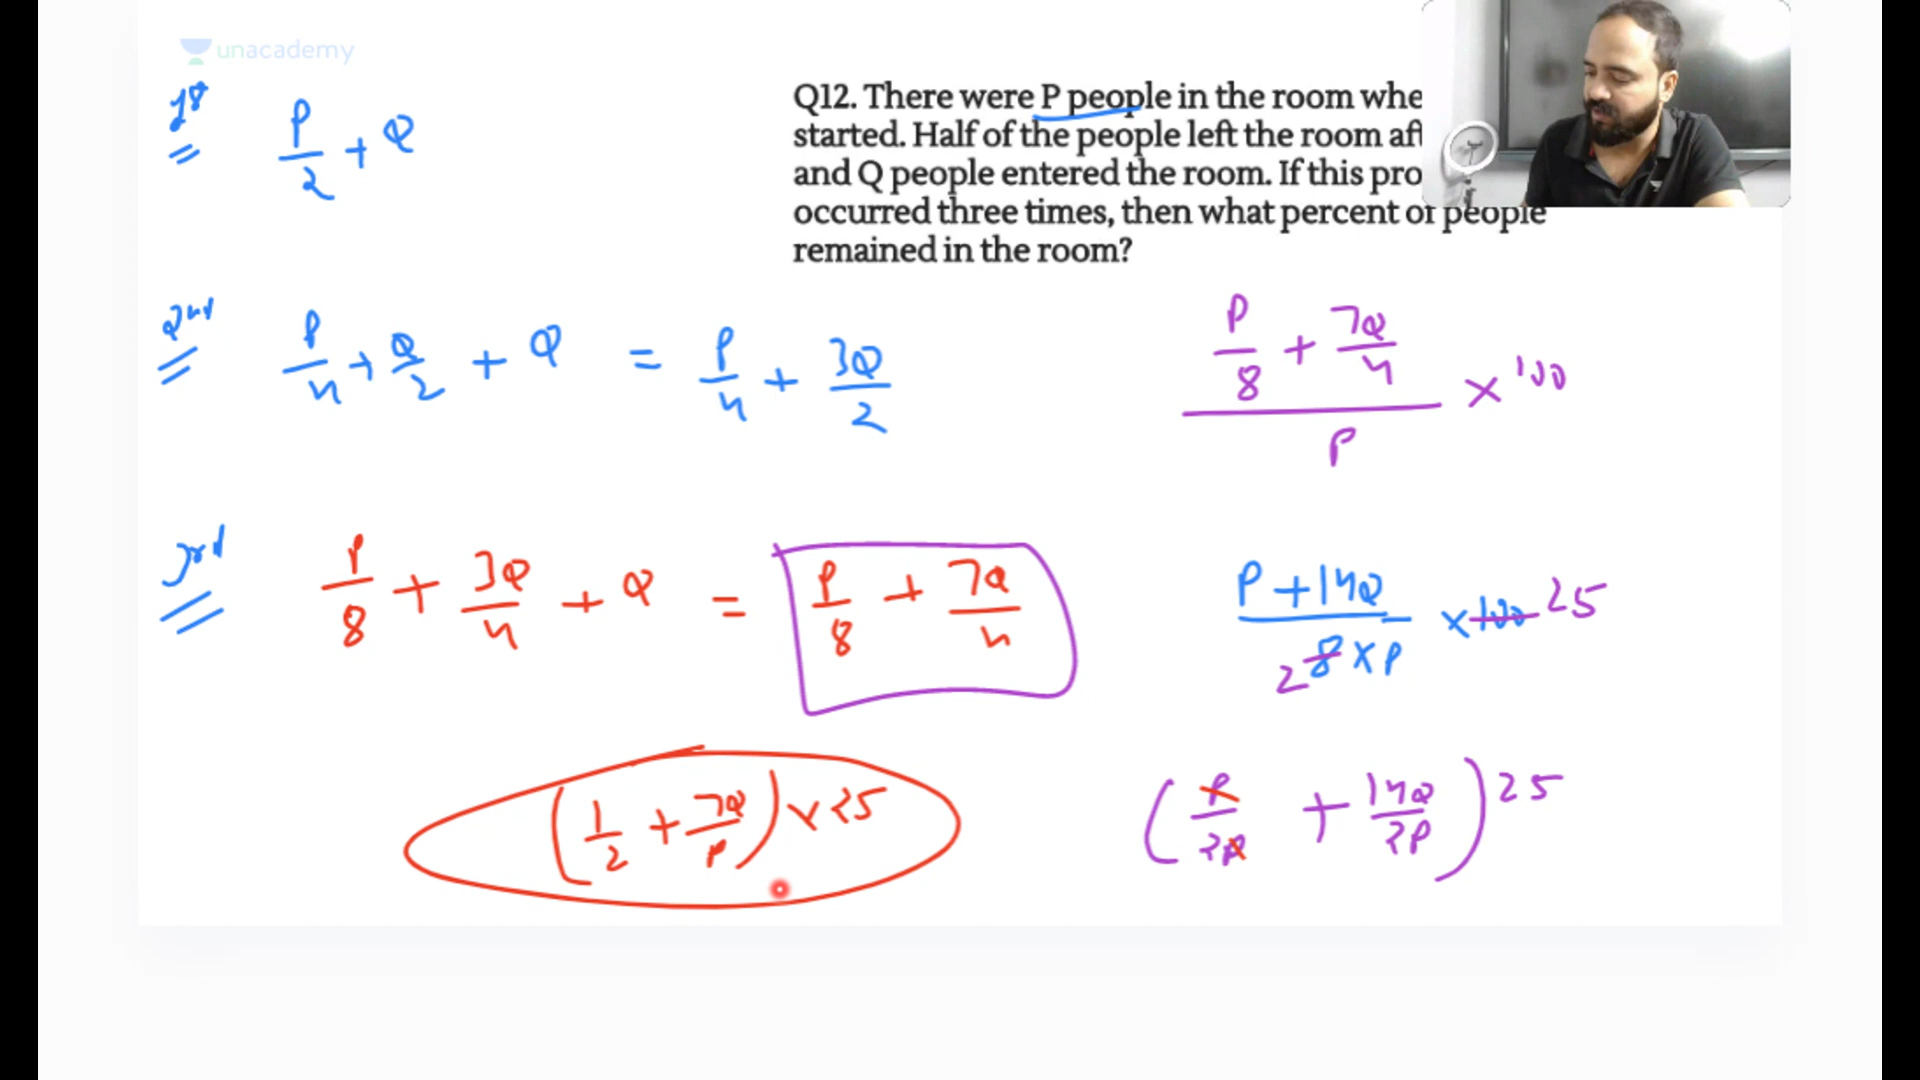 unacademy
Q12. There were P people in the room whe
started. Half of the people left the room aft
and Q people entered the room. If this pro
occurred three times, then what percent of people
remained in the room?
1st P/2 + Q
2nd P/4 + Q/2 + Q = P/4 + 3Q/2
P/8 + 7Q/4
P × 100
3rd P/8 + 3Q/4 + Q = P/8 + 7Q/4
P + 14Q
2 8 × P × 100 25
(1/2 + 7Q/P) × 25
(P/2P + 14Q/2P) 25